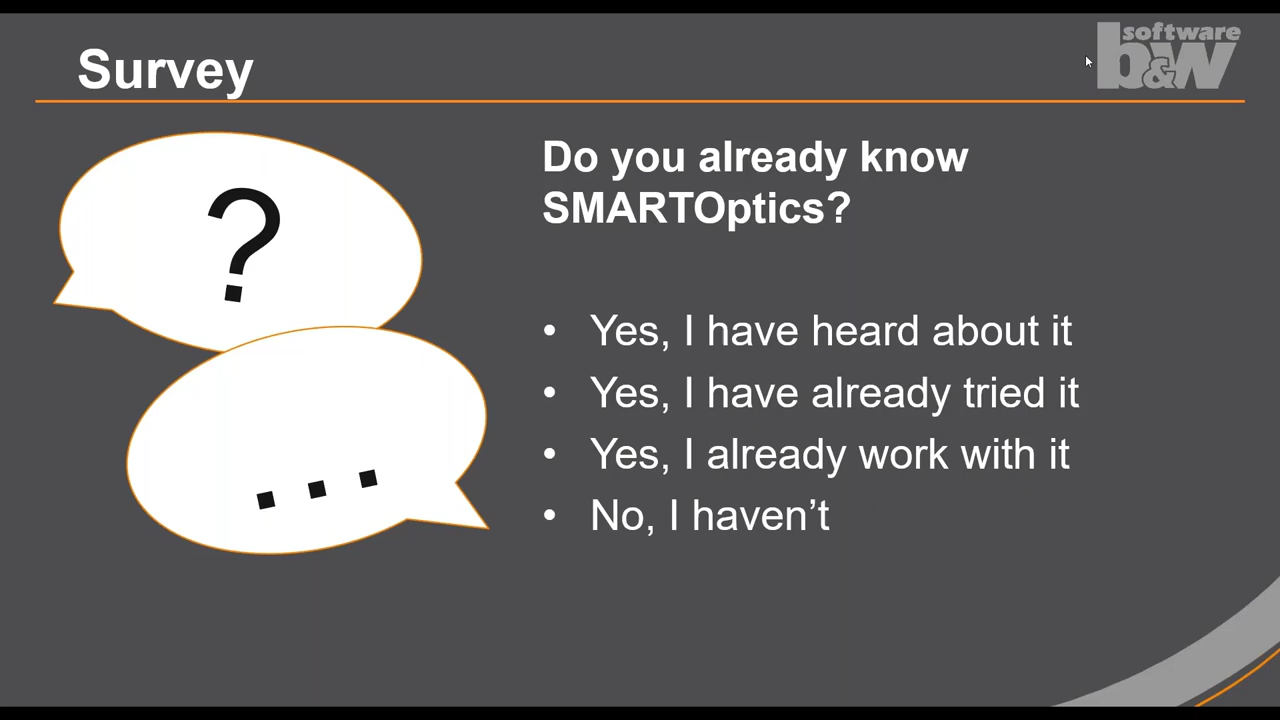 Survey
software
b&w
?
...
Do you already know
SMARTOptics?
• Yes, I have heard about it
• Yes, I have already tried it
• Yes, I already work with it
• No, I haven’t